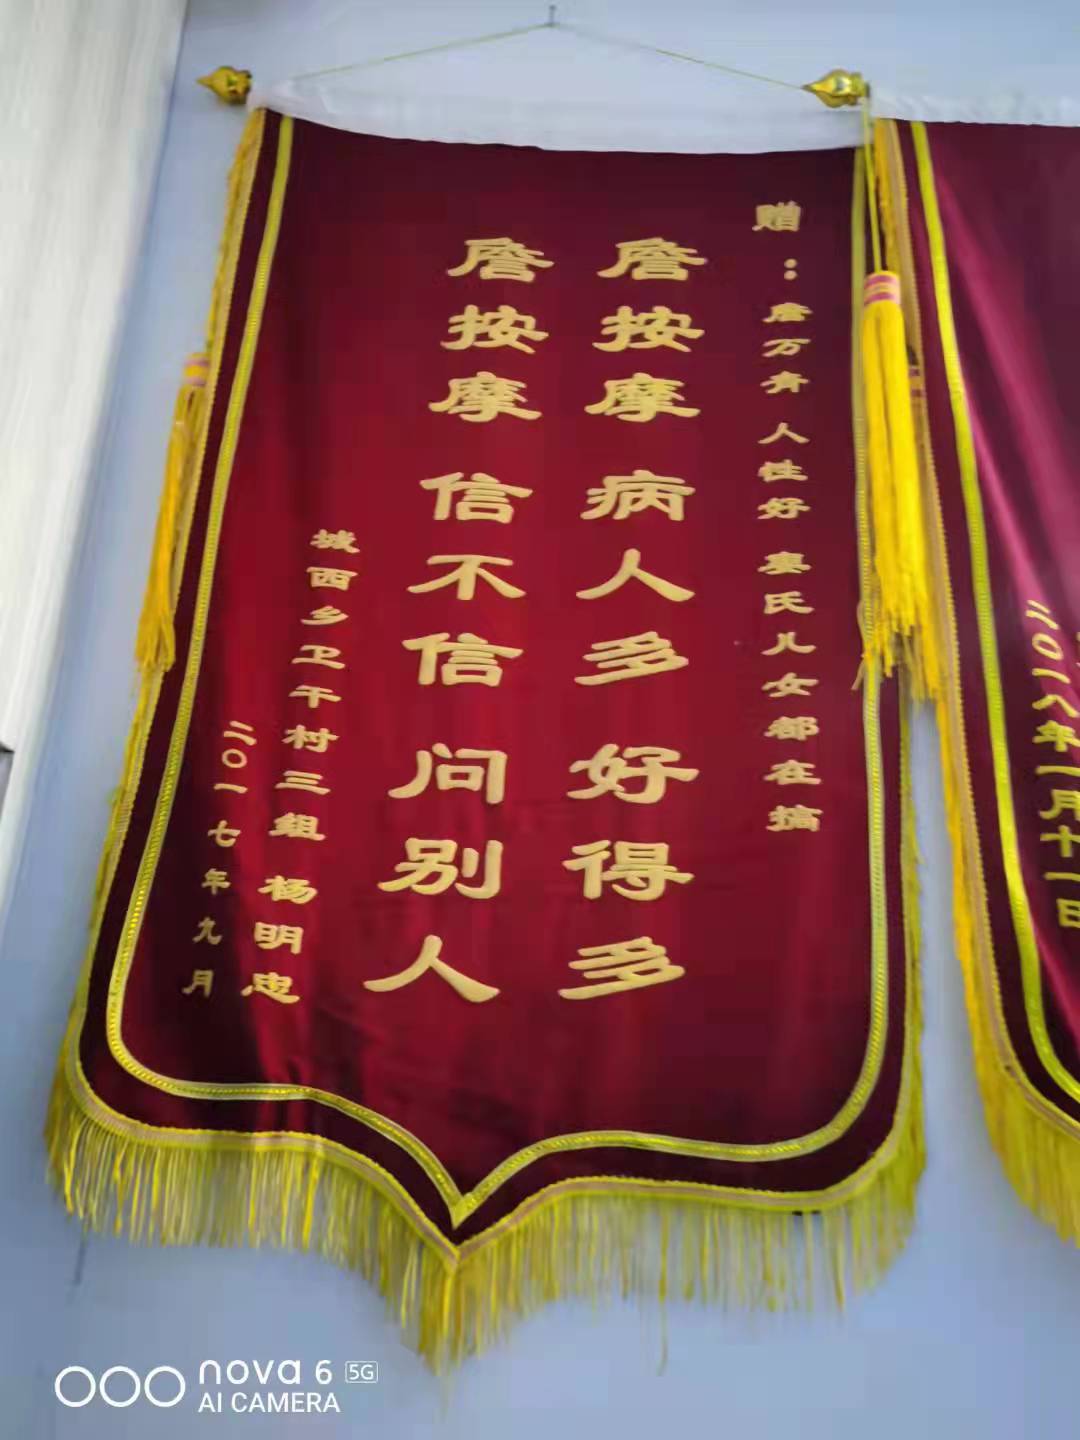 赠：詹万 人性好 氏儿女都在搞
詹按摩 病人多 好得多
詹按摩 信不信 问别人
城西乡卫干村三组 杨明忠
二〇一七年九月
二〇一八年一月十一日
nova 6 5G
AI CAMERA